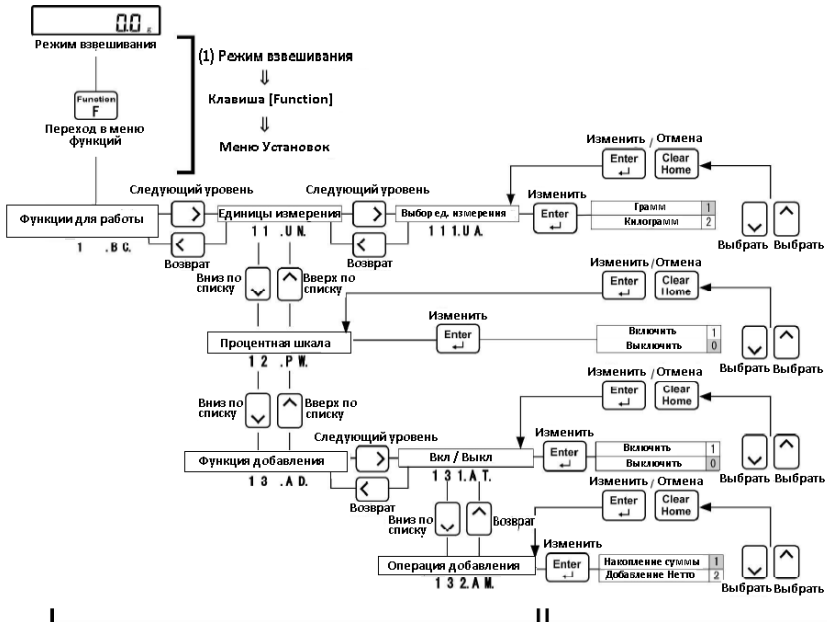 0.0 g
Режим взвешивания
(1) Режим взвешивания
Клавиша [Function]
Меню Установок
Function
F
Переход в меню
функций
Функции для работы
1 .B G.
Следующий уровень
Возврат
Единицы измерения
1 1 .U N.
Следующий уровень
Возврат
Выбор ед. измерения
1 1 1.U A.
Изменить
Enter
Грамм 1
Килограмм 2
Изменить / Отмена
Enter
Clear
Home
Выбрать Выбрать
Вниз по
списку
Вверх по
списку
Процентная шкала
1 2 .P W.
Изменить
Enter
Включить 1
Выключить 0
Изменить / Отмена
Enter
Clear
Home
Выбрать Выбрать
Вниз по
списку
Вверх по
списку
Функция добавления
1 3 .A D.
Следующий уровень
Возврат
Вкл / Выкл
1 3 1.A T.
Изменить
Enter
Включить 1
Выключить 0
Изменить / Отмена
Enter
Clear
Home
Выбрать Выбрать
Вниз по
списку
Возврат
Операция добавления
1 3 2.A M.
Изменить
Enter
Накопление суммы 1
Добавление Нетто 2
Изменить / Отмена
Enter
Clear
Home
Выбрать Выбрать